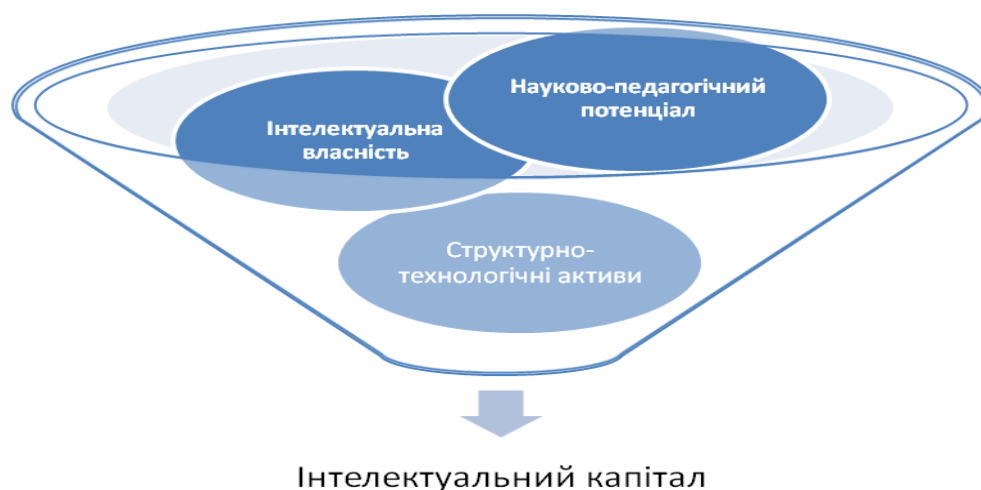 Науково-педагогічний
потенціал
Інтелектуальна
власність
Структурно-
технологічні активи
Інтелектуальний капітал